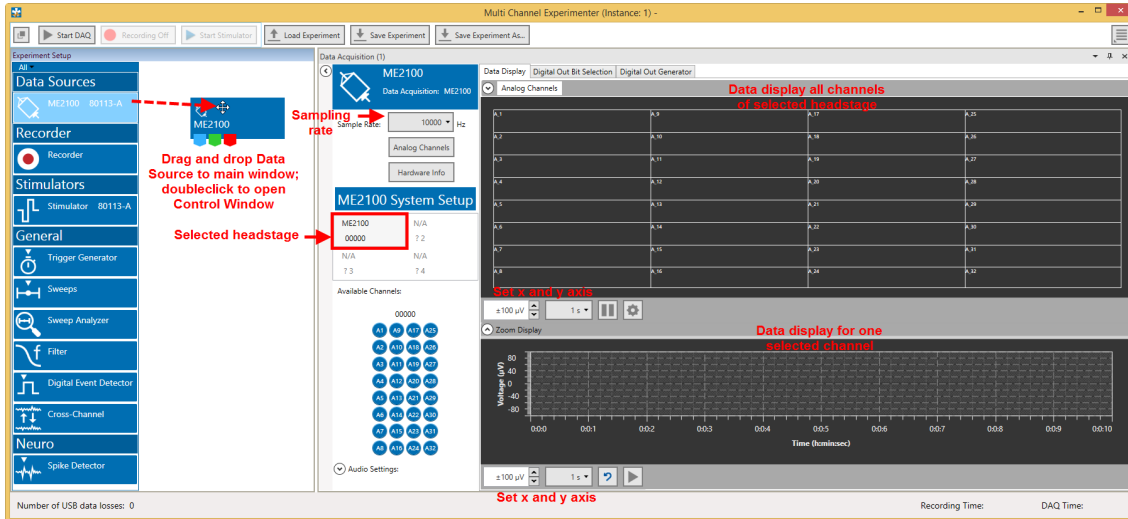 Multi Channel Experimenter (Instance: 1) -
Start DAQ
Recording Off
Start Stimulator
Load Experiment
Save Experiment
Save Experiment As...
Experiment Setup
All
Data Sources
ME2100 80113-A
Recorder
Recorder
Stimulators
Stimulator 80113-A
General
Trigger Generator
Sweeps
Sweep Analyzer
Filter
Digital Event Detector
Cross-Channel
Neuro
Spike Detector
ME2100
Drag and drop Data
Source to main window;
doubleclick to open
Control Window
Selected headstage
Data Acquisition (1)
ME2100
Data Acquisition: ME2100
Sampling
rate
Sample Rate: 10000 Hz
Analog Channels
Hardware Info
ME2100 System Setup
ME2100 N/A
00000 ? 2
N/A N/A
? 3 ? 4
Available Channels:
00000
A1 A9 A17 A25
A2 A10 A18 A26
A3 A11 A19 A27
A4 A12 A20 A28
A5 A13 A21 A29
A6 A14 A22 A30
A7 A15 A23 A31
A8 A16 A24 A32
Audio Settings:
Data Display Digital Out Bit Selection Digital Out Generator
Analog Channels
Data display all channels
of selected headstage
A_1 A_9 A_17 A_25
A_2 A_10 A_18 A_26
A_3 A_11 A_19 A_27
A_4 A_12 A_20 A_28
A_5 A_13 A_21 A_29
A_6 A_14 A_22 A_30
A_7 A_15 A_23 A_31
A_8 A_16 A_24 A_32
Set x and y axis
±100 µV 1 s
Zoom Display
Data display for one
selected channel
Voltage (µV)
80
40
0
-40
-80
0:0:0 0:0:1 0:0:2 0:0:3 0:0:4 0:0:5 0:0:6 0:0:7 0:0:8 0:0:9 0:0:10
Time (h:min:sec)
±100 µV 1 s
Set x and y axis
Number of USB data losses: 0
Recording Time:
DAQ Time: